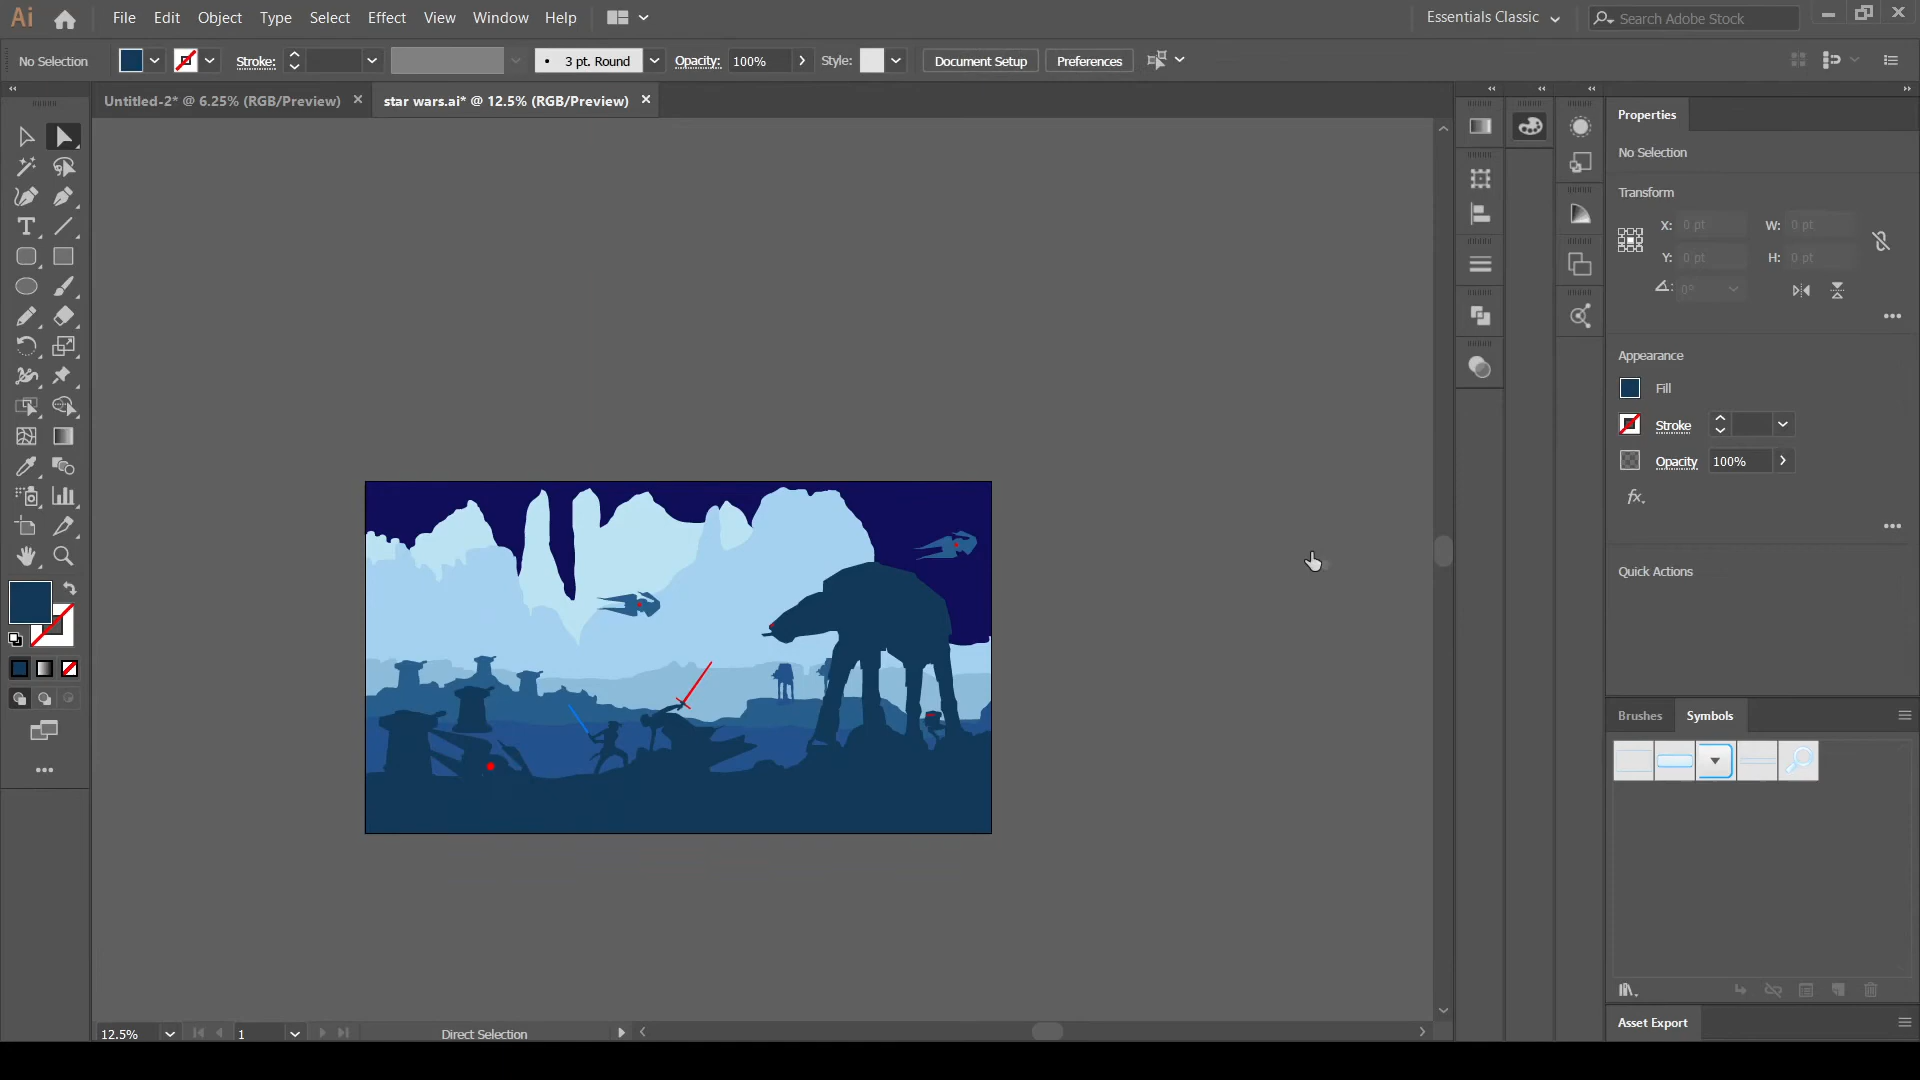 Ai File Edit Object Type Select Effect View Window Help Essentials Classic Search Adobe Stock
No Selection Stroke: 3 pt. Round Opacity: 100% Style: Document Setup Preferences
Untitled-2* @ 6.25% (RGB/Preview) × star wars.ai* @ 12.5% (RGB/Preview) ×
Properties
No Selection
Transform
X: 0 pt W: 0 pt
Y: 0 pt H: 0 pt
0°
Appearance
Fill
Stroke
Opacity 100%
fx.
Quick Actions
Brushes Symbols
Asset Export
12.5% 1 Direct Selection